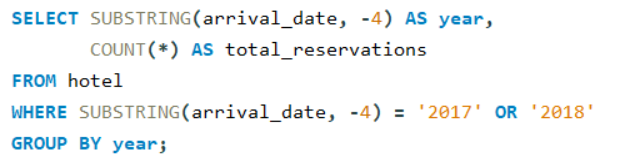 SELECT SUBSTRING(arrival_date, -4) AS year,
COUNT(*) AS total_reservations
FROM hotel
WHERE SUBSTRING(arrival_date, -4) = '2017' OR '2018'
GROUP BY year;